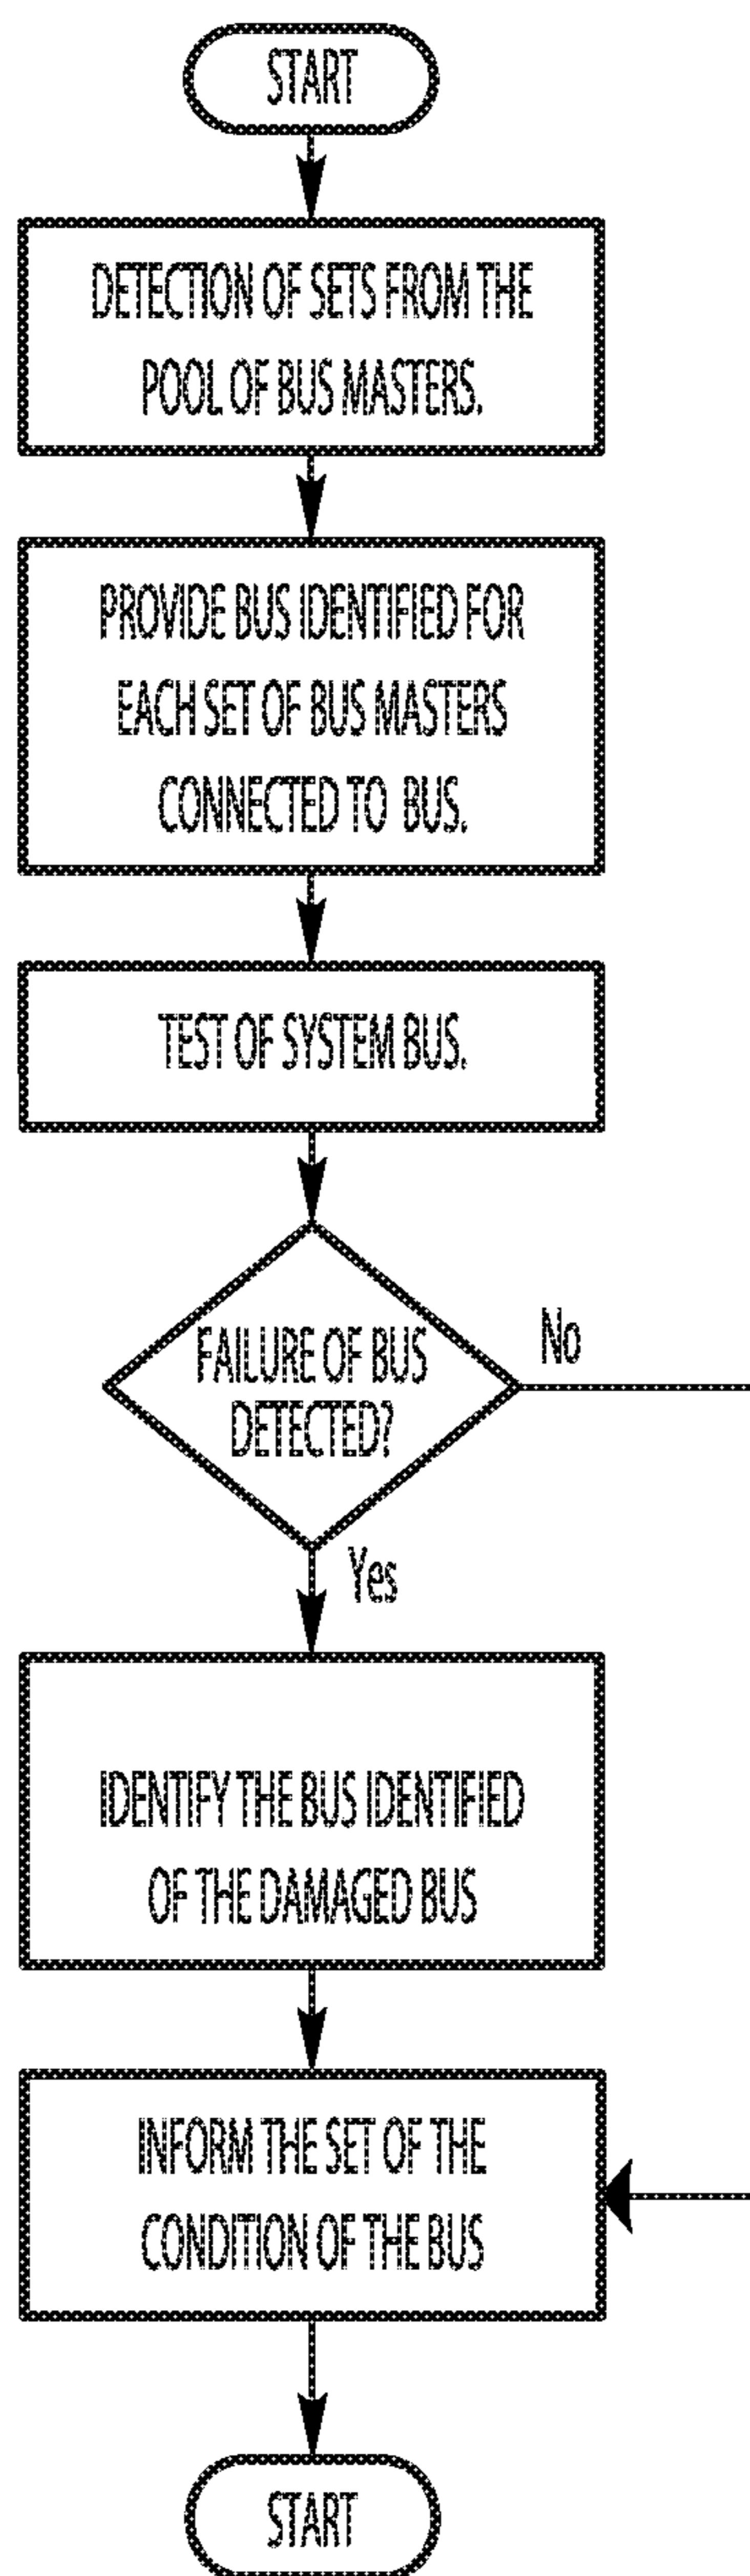 START
DETECTION OF SETS FROM THE
POOL OF BUS MASTERS.
PROVIDE BUS IDENTIFIED FOR
EACH SET OF BUS MASTERS
CONNECTED TO BUS.
TEST OF SYSTEM BUS.
FAILURE OF BUS
DETECTED?
No
Yes
IDENTIFY THE BUS IDENTIFIED
OF THE DAMAGED BUS
INFORM THE SET OF THE
CONDITION OF THE BUS
START